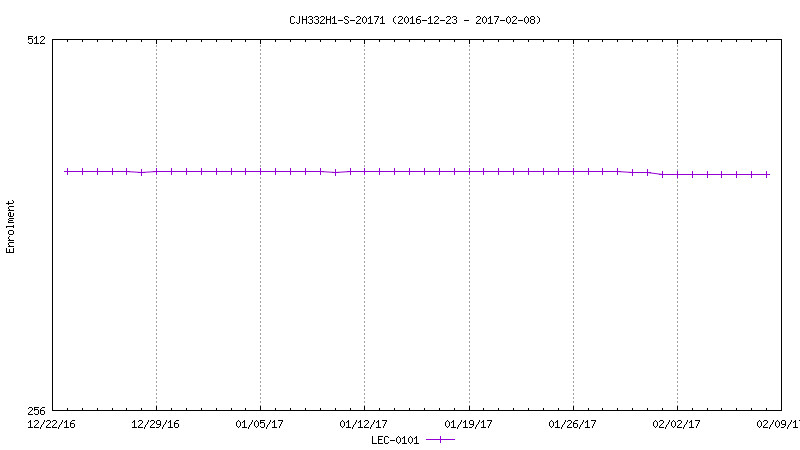 CJH332H1-S-20171 (2016-12-23 - 2017-02-08)
512
Enrolment
256
12/22/16 12/29/16 01/05/17 01/12/17 01/19/17 01/26/17 02/02/17 02/09/1
LEC-0101